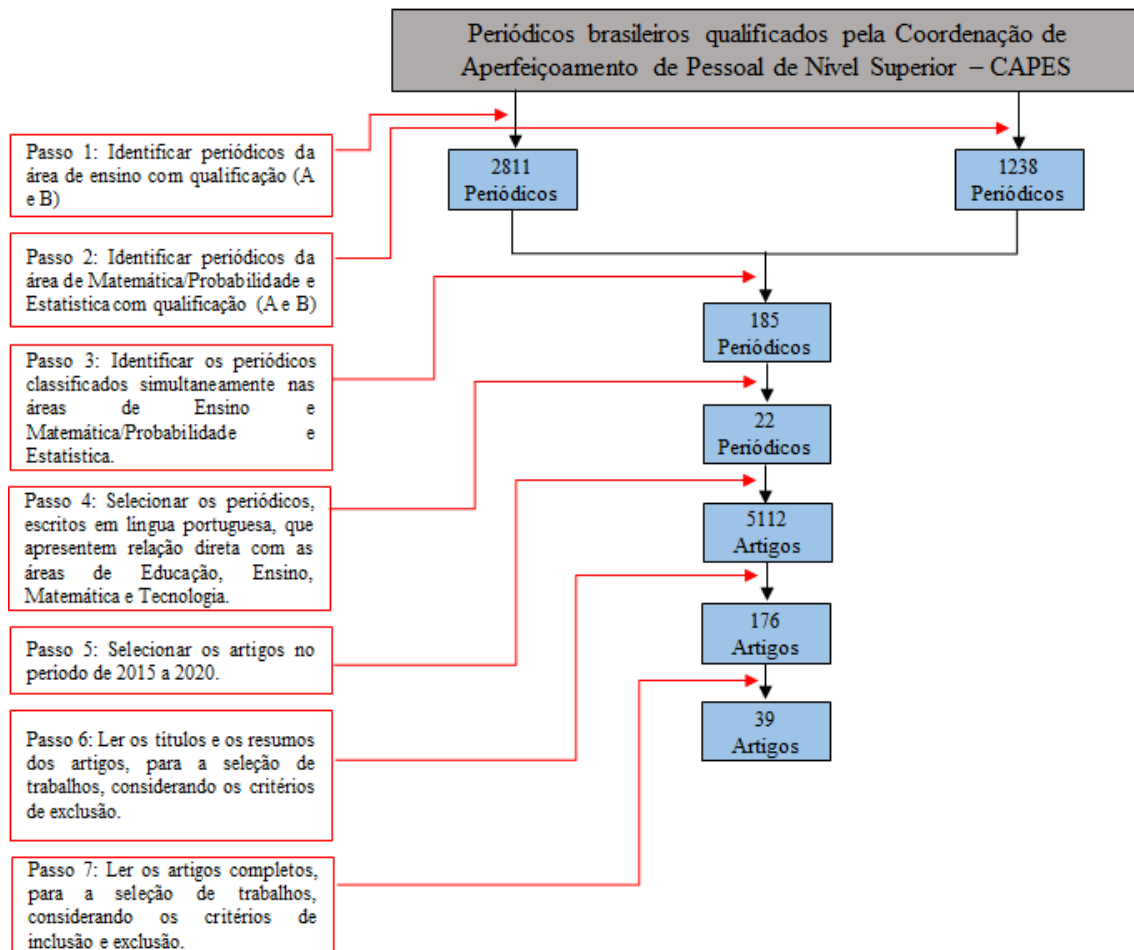 Periódicos brasileiros qualificados pela Coordenação de
Aperfeiçoamento de Pessoal de Nível Superior – CAPES
Passo 1: Identificar periódicos da
área de ensino com qualificação (A
e B)
2811
Periódicos
1238
Periódicos
Passo 2: Identificar periódicos da
área de Matemática/Probabilidade e
Estatística com qualificação (A e B)
185
Periódicos
Passo 3: Identificar os periódicos
classificados simultaneamente nas
áreas de Ensino e
Matemática/Probabilidade e
Estatística.
22
Periódicos
Passo 4: Selecionar os periódicos,
escritos em língua portuguesa, que
apresentem relação direta com as
áreas de Educação, Ensino,
Matemática e Tecnologia.
5112
Artigos
Passo 5: Selecionar os artigos no
período de 2015 a 2020.
176
Artigos
Passo 6: Ler os títulos e os resumos
dos artigos, para a seleção de
trabalhos, considerando os critérios
de exclusão.
39
Artigos
Passo 7: Ler os artigos completos,
para a seleção de trabalhos,
considerando os critérios de
inclusão e exclusão.